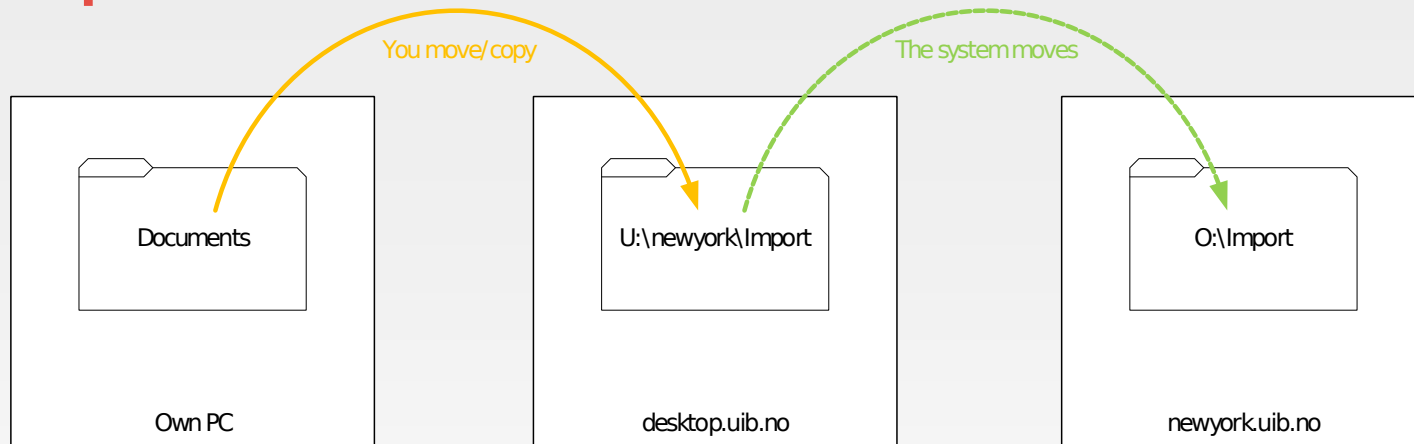 You move/copy
The system moves
Documents
U:\newyork\Import
O:\Import
Own PC
desktop.uib.no
newyork.uib.no